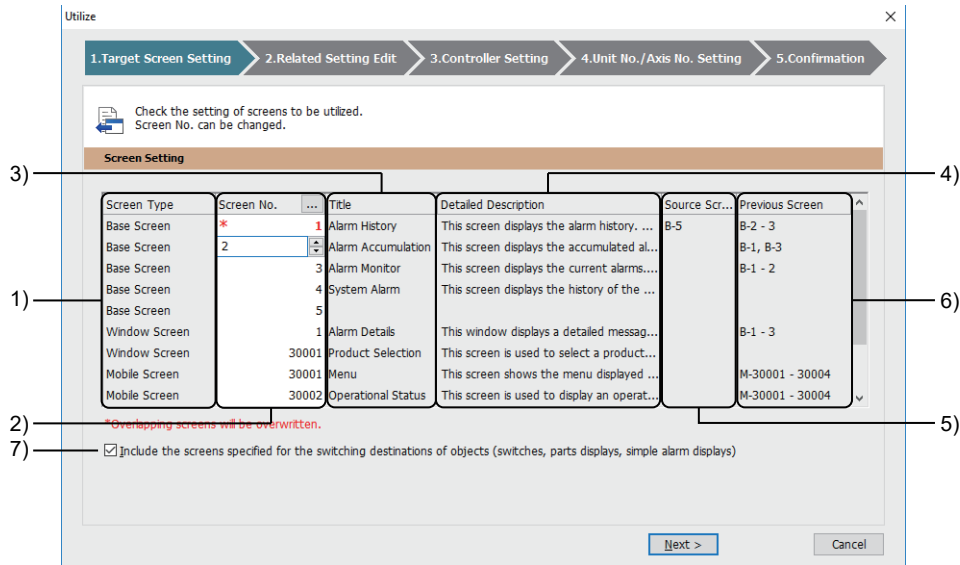 Utilize
1.Target Screen Setting 2.Related Setting Edit 3.Controller Setting 4.Unit No./Axis No. Setting 5.Confirmation
Check the setting of screens to be utilized.
Screen No. can be changed.
Screen Setting
3) 4)
Screen Type Screen No. ... Title Detailed Description Source Scr... Previous Screen
Base Screen * 1 Alarm History This screen displays the alarm history. ... B-5 B-2 - 3
Base Screen 2 Alarm Accumulation This screen displays the accumulated al... B-1, B-3
Base Screen 3 Alarm Monitor This screen displays the current alarms.... B-1 - 2
Base Screen 4 System Alarm This screen displays the history of the ...
1) 6)
Base Screen 5
Window Screen 1 Alarm Details This window displays a detailed messag... B-1 - 3
Window Screen 30001 Product Selection This screen is used to select a product...
Mobile Screen 30001 Menu This screen shows the menu displayed ... M-30001 - 30004
Mobile Screen 30002 Operational Status This screen is used to display an operat... M-30001 - 30004
2) *Overlapping screens will be overwritten. 5)
7) Include the screens specified for the switching destinations of objects (switches, parts displays, simple alarm displays)
Next > Cancel